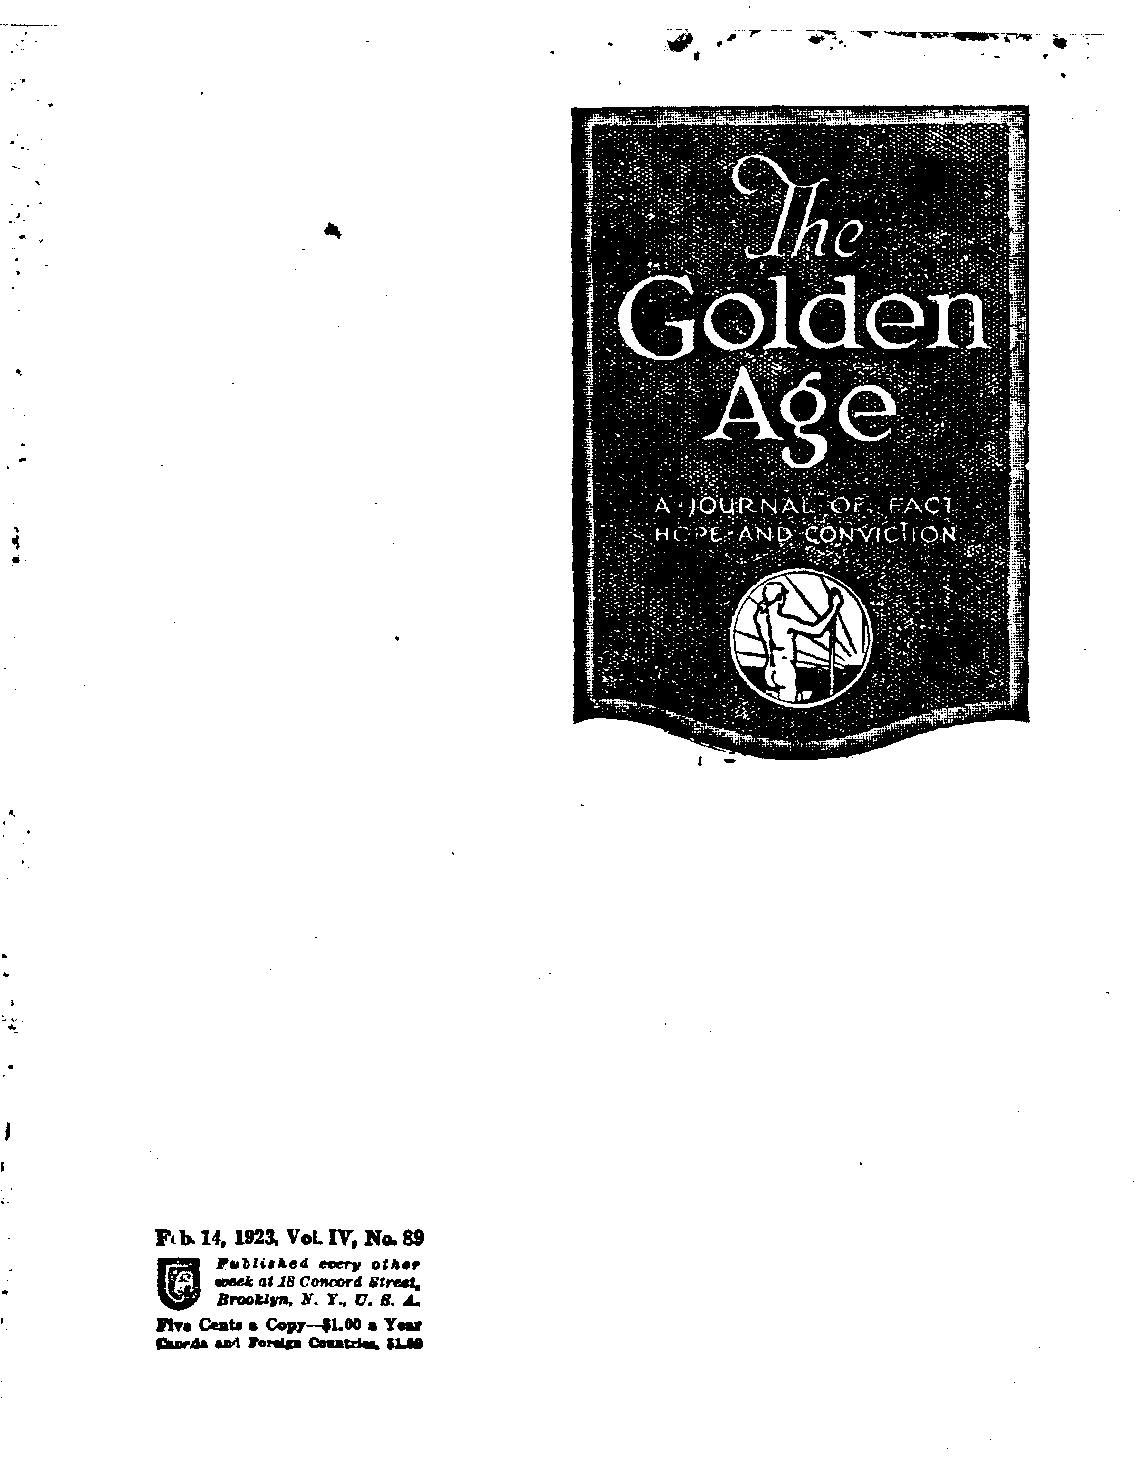 The
Golden
Age
A JOURNAL OF FACT
HOPE AND CONVICTION
Feb. 14, 1923, Vol. IV, No. 89
Published every other
week at 18 Concord Street,
Brooklyn, N. Y., U. S. A.
Five Cents a Copy—$1.00 a Year
Canada and Foreign Countries, $1.50